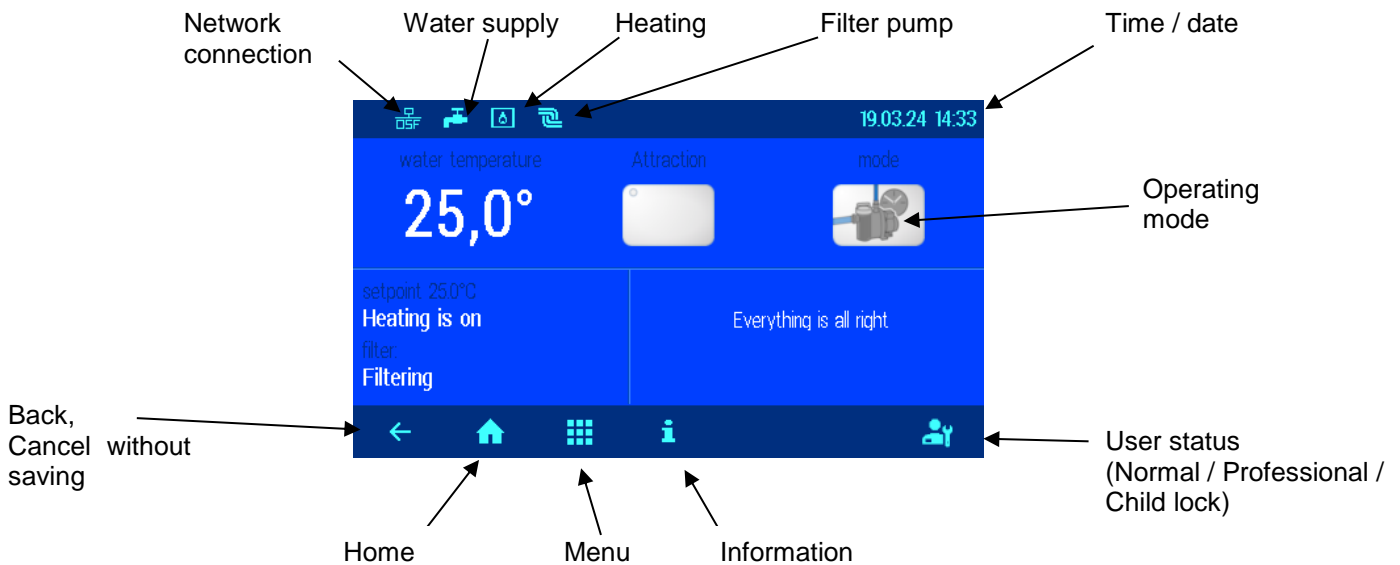 Network
connection
Water supply
Heating
Filter pump
Time / date
OSF
19.03.24 14:33
water temperature
Attraction
mode
25,0°
Operating
mode
setpoint 25.0°C
Heating is on
Everything is all right
filter:
Filtering
Back,
Cancel without
saving
User status
(Normal / Professional /
Child lock)
Home
Menu
Information